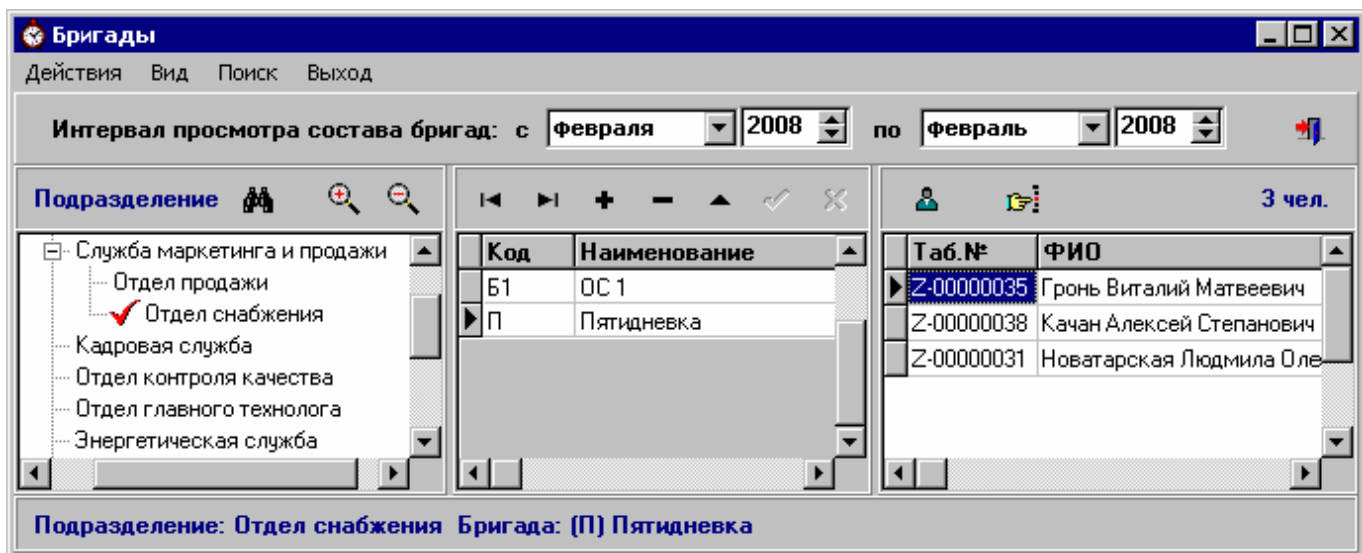 Бригады
Действия Вид Поиск Выход
Интервал просмотра состава бригад: с февраля 2008 по февраль 2008
Подразделение
3 чел.
Служба маркетинга и продажи
Отдел продажи
Отдел снабжения
Кадровая служба
Отдел контроля качества
Отдел главного технолога
Энергетическая служба
Код Наименование
Б1 ОС 1
П Пятидневка
Таб.№ ФИО
Z-00000035 Гронь Виталий Матвеевич
Z-00000038 Качан Алексей Степанович
Z-00000031 Новатарская Людмила Оле
Подразделение: Отдел снабжения Бригада: (П) Пятидневка